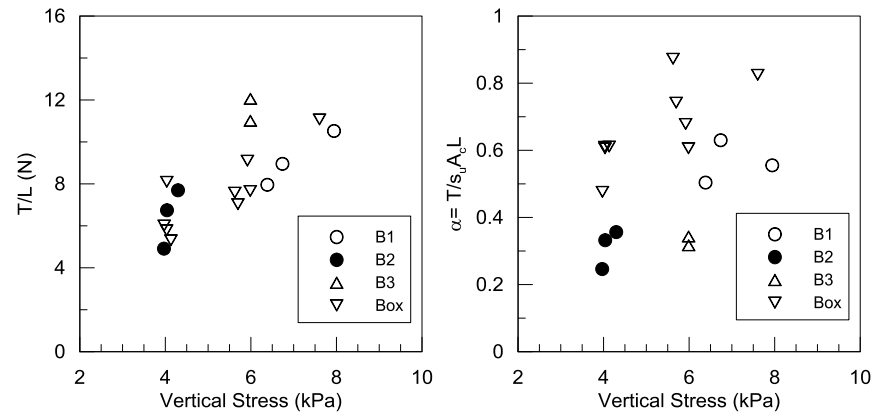 16
12
8
4
0
T/L (N)
2
4
6
8
10
Vertical Stress (kPa)
B1
B2
B3
Box
1
0.8
0.6
0.4
0.2
0
α= T/suAcL
2
4
6
8
10
Vertical Stress (kPa)
B1
B2
B3
Box